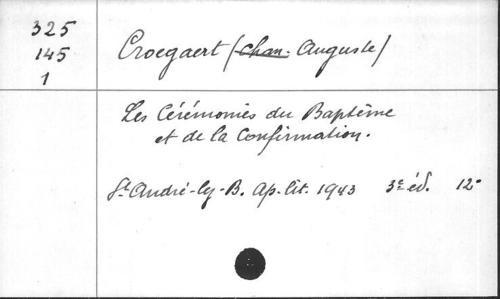 325
145
1
Croegaert (chan. Auguste)
Les Cérémonies du Baptême
et de la Confirmation.
St André-lez-B. Ap. lit. 1943 3e éd. 12°